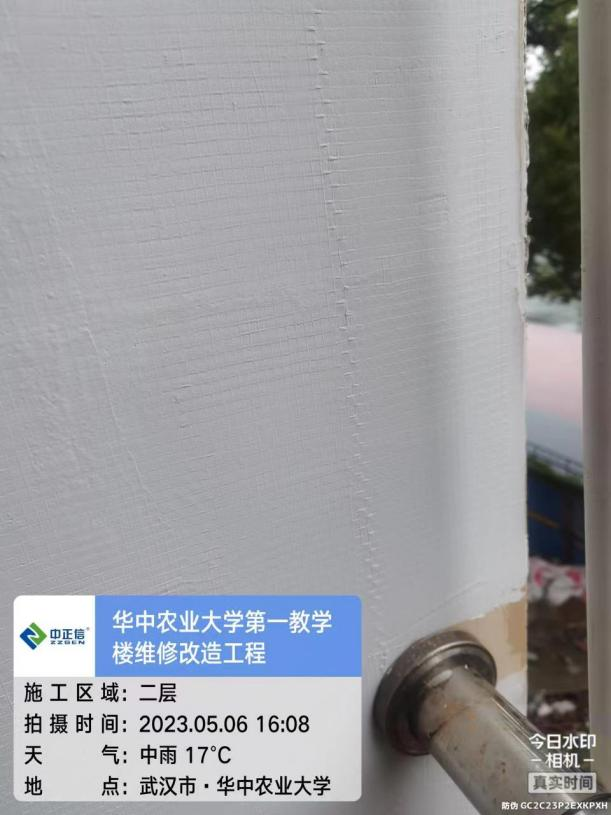 中正信®
ZZGEN
华中农业大学第一教学
楼维修改造工程
施工区域：二层
拍摄时间：2023.05.06 16:08
天气：中雨 17°C
地点：武汉市·华中农业大学
今日水印
相机
真实时间
防伪 GC2C23P2EXKPXH